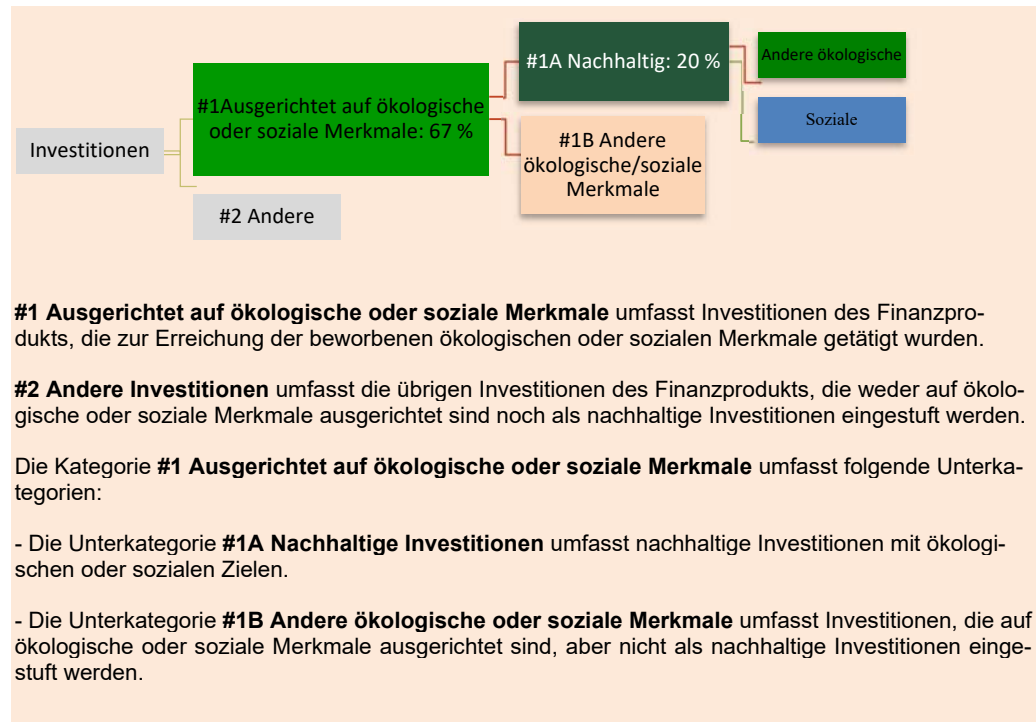 #1A Nachhaltig: 20 %
Andere ökologische
#1Ausgerichtet auf ökologische
oder soziale Merkmale: 67 %
Soziale
Investitionen
#1B Andere
ökologische/soziale
Merkmale
#2 Andere
#1 Ausgerichtet auf ökologische oder soziale Merkmale umfasst Investitionen des Finanzpro-
dukts, die zur Erreichung der beworbenen ökologischen oder sozialen Merkmale getätigt wurden.
#2 Andere Investitionen umfasst die übrigen Investitionen des Finanzprodukts, die weder auf ökolo-
gische oder soziale Merkmale ausgerichtet sind noch als nachhaltige Investitionen eingestuft werden.
Die Kategorie #1 Ausgerichtet auf ökologische oder soziale Merkmale umfasst folgende Unterka-
tegorien:
- Die Unterkategorie #1A Nachhaltige Investitionen umfasst nachhaltige Investitionen mit ökologi-
schen oder sozialen Zielen.
- Die Unterkategorie #1B Andere ökologische oder soziale Merkmale umfasst Investitionen, die auf
ökologische oder soziale Merkmale ausgerichtet sind, aber nicht als nachhaltige Investitionen einge-
stuft werden.